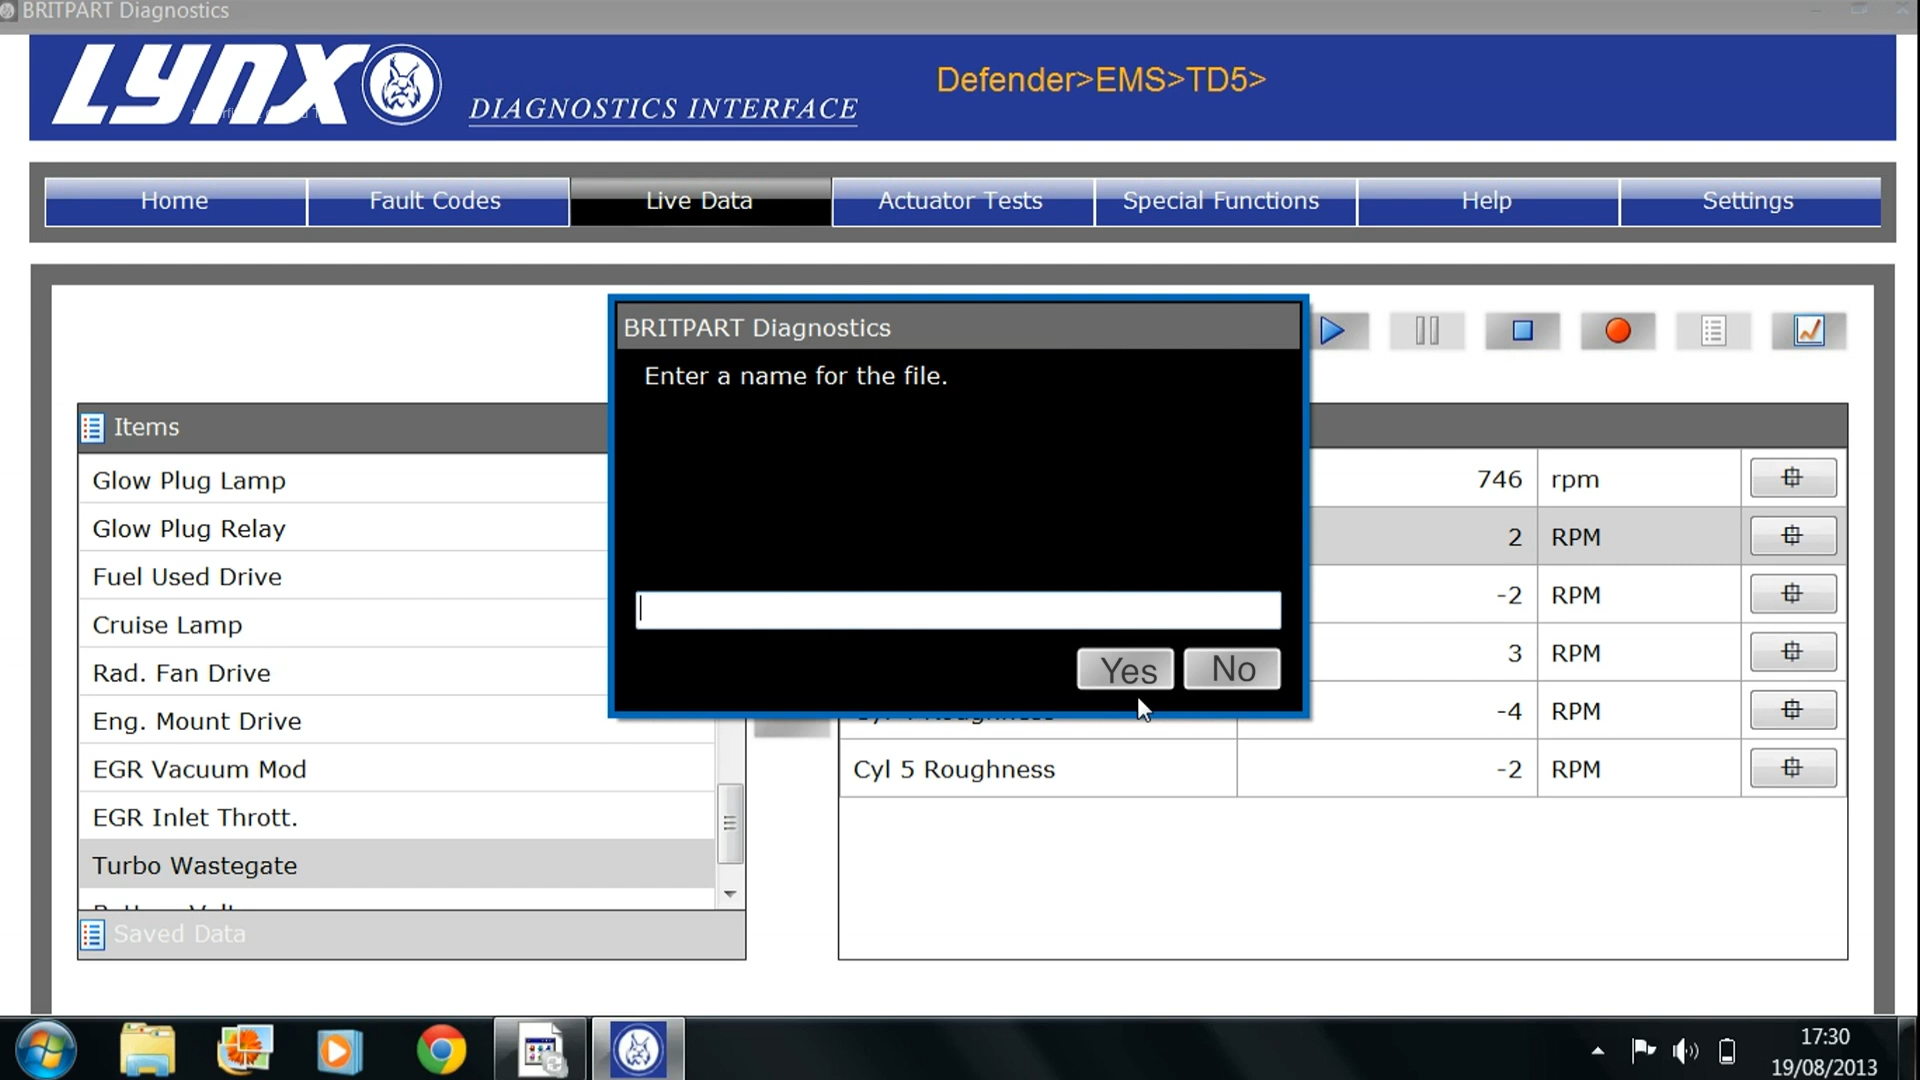 BRITPART Diagnostics
LYNX
DIAGNOSTICS INTERFACE
Defender>EMS>TD5>
Home
Fault Codes
Live Data
Actuator Tests
Special Functions
Help
Settings
BRITPART Diagnostics
Enter a name for the file.
Yes
No
Items
Glow Plug Lamp
Glow Plug Relay
Fuel Used Drive
Cruise Lamp
Rad. Fan Drive
Eng. Mount Drive
EGR Vacuum Mod
EGR Inlet Thrott.
Turbo Wastegate
Saved Data
746 rpm
2 RPM
-2 RPM
3 RPM
-4 RPM
Cyl 5 Roughness -2 RPM
17:30
19/08/2013